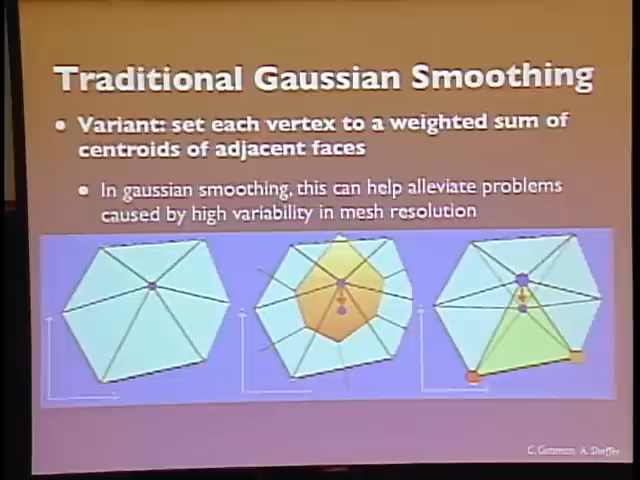 Traditional Gaussian Smoothing
• Variant: set each vertex to a weighted sum of
centroids of adjacent faces
• In gaussian smoothing, this can help alleviate problems
caused by high variability in mesh resolution
C. A.